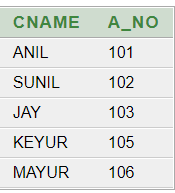 CNAME A_NO
ANIL 101
SUNIL 102
JAY 103
KEYUR 105
MAYUR 106